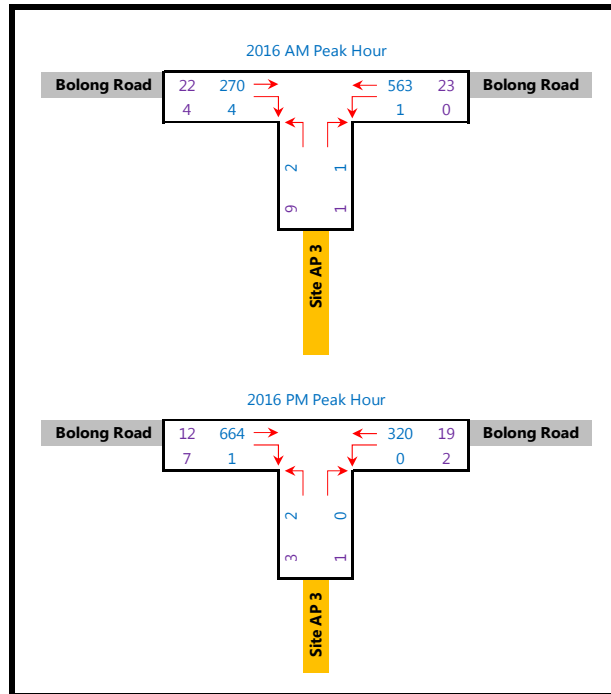 2016 AM Peak Hour
Bolong Road 22 270 563 23 Bolong Road
4 4 1 0
2 1
9 1
Site AP 3
2016 PM Peak Hour
Bolong Road 12 664 320 19 Bolong Road
7 1 0 2
2 0
3 1
Site AP 3